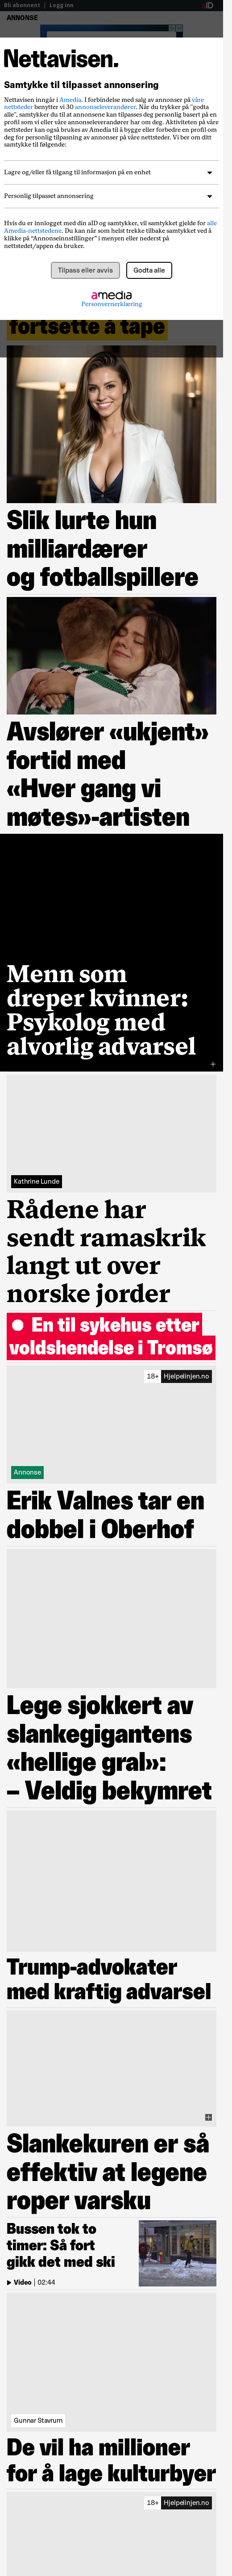 Bli abonnent | Logg inn aID
ANNONSE
Nettavisen.
Samtykke til tilpasset annonsering
Nettavisen inngår i Amedia. I forbindelse med salg av annonser på våre
nettsteder benytter vi 30 annonseleverandører. Når du trykker på "godta
alle", samtykker du til at annonsene kan tilpasses deg personlig basert på en
profil som vi eller våre annonseleverandører har om deg. Aktiviteten på våre
nettsteder kan også brukes av Amedia til å bygge eller forbedre en profil om
deg for personlig tilpasning av annonser på våre nettsteder. Vi ber om ditt
samtykke til følgende:
Lagre og/eller få tilgang til informasjon på en enhet
Personlig tilpasset annonsering
Hvis du er innlogget med din aID og samtykker, vil samtykket gjelde for alle
Amedia-nettstedene. Du kan når som helst trekke tilbake samtykket ved å
klikke på "Annonseinnstillinger" i menyen eller nederst på
nettstedet/appen du bruker.
Tilpass eller avvis
Godta alle
amedia
Personvernerklæring
fortsette å tape
Slik lurte hun
milliardærer
og fotballspillere
Avslører «ukjent»
fortid med
«Hver gang vi
møtes»-artisten
Menn som
dreper kvinner:
Psykolog med
alvorlig advarsel
Kathrine Lunde
Rådene har
sendt ramaskrik
langt ut over
norske jorder
En til sykehus etter
voldshendelse i Tromsø
18+ Hjelpelinjen.no
Annonse
Erik Valnes tar en
dobbel i Oberhof
Lege sjokkert av
slankegigantens
«hellige gral»:
– Veldig bekymret
Trump-advokater
med kraftig advarsel
Slankekuren er så
effektiv at legene
roper varsku
Bussen tok to
timer: Så fort
gikk det med ski
Video | 02:44
Gunnar Stavrum
De vil ha millioner
for å lage kulturbyer
18+ Hjelpelinjen.no